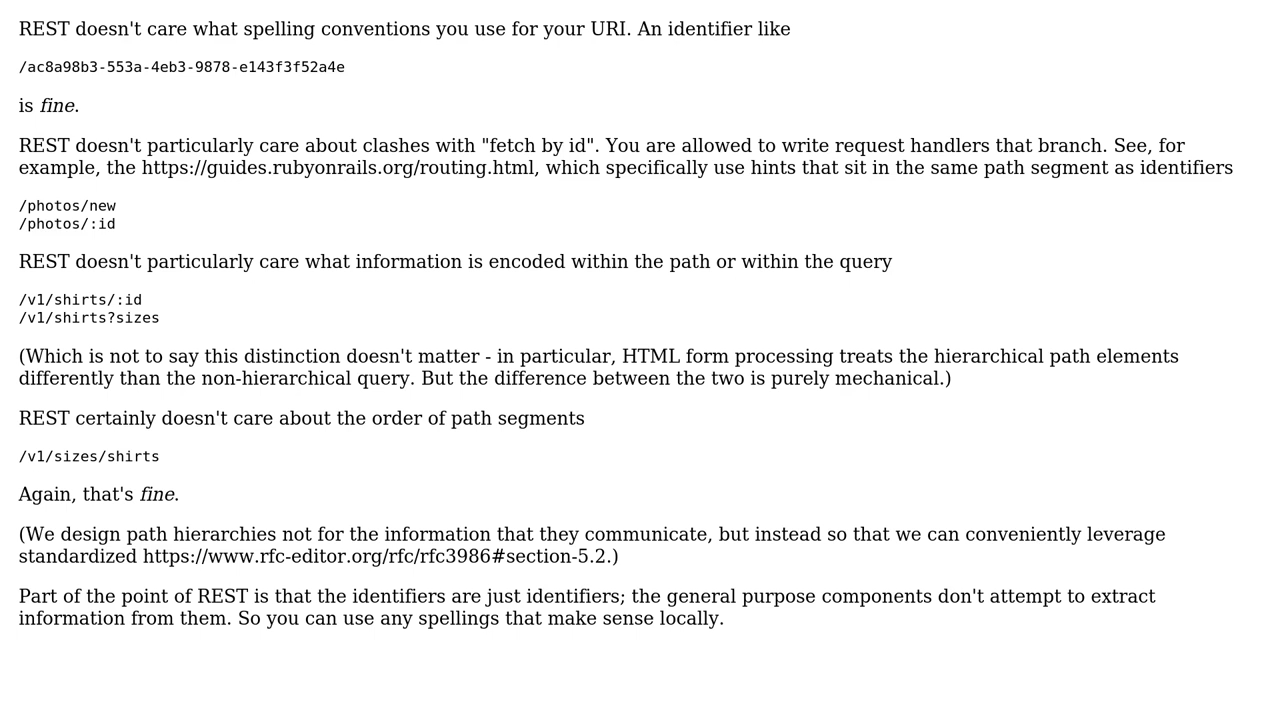 REST doesn't care what spelling conventions you use for your URI. An identifier like
/ac8a98b3-553a-4eb3-9878-e143f3f52a4e
is fine.
REST doesn't particularly care about clashes with "fetch by id". You are allowed to write request handlers that branch. See, for
example, the https://guides.rubyonrails.org/routing.html, which specifically use hints that sit in the same path segment as identifiers
/photos/new
/photos/:id
REST doesn't particularly care what information is encoded within the path or within the query
/v1/shirts/:id
/v1/shirts?sizes
(Which is not to say this distinction doesn't matter - in particular, HTML form processing treats the hierarchical path elements
differently than the non-hierarchical query. But the difference between the two is purely mechanical.)
REST certainly doesn't care about the order of path segments
/v1/sizes/shirts
Again, that's fine.
(We design path hierarchies not for the information that they communicate, but instead so that we can conveniently leverage
standardized https://www.rfc-editor.org/rfc/rfc3986#section-5.2.)
Part of the point of REST is that the identifiers are just identifiers; the general purpose components don't attempt to extract
information from them. So you can use any spellings that make sense locally.